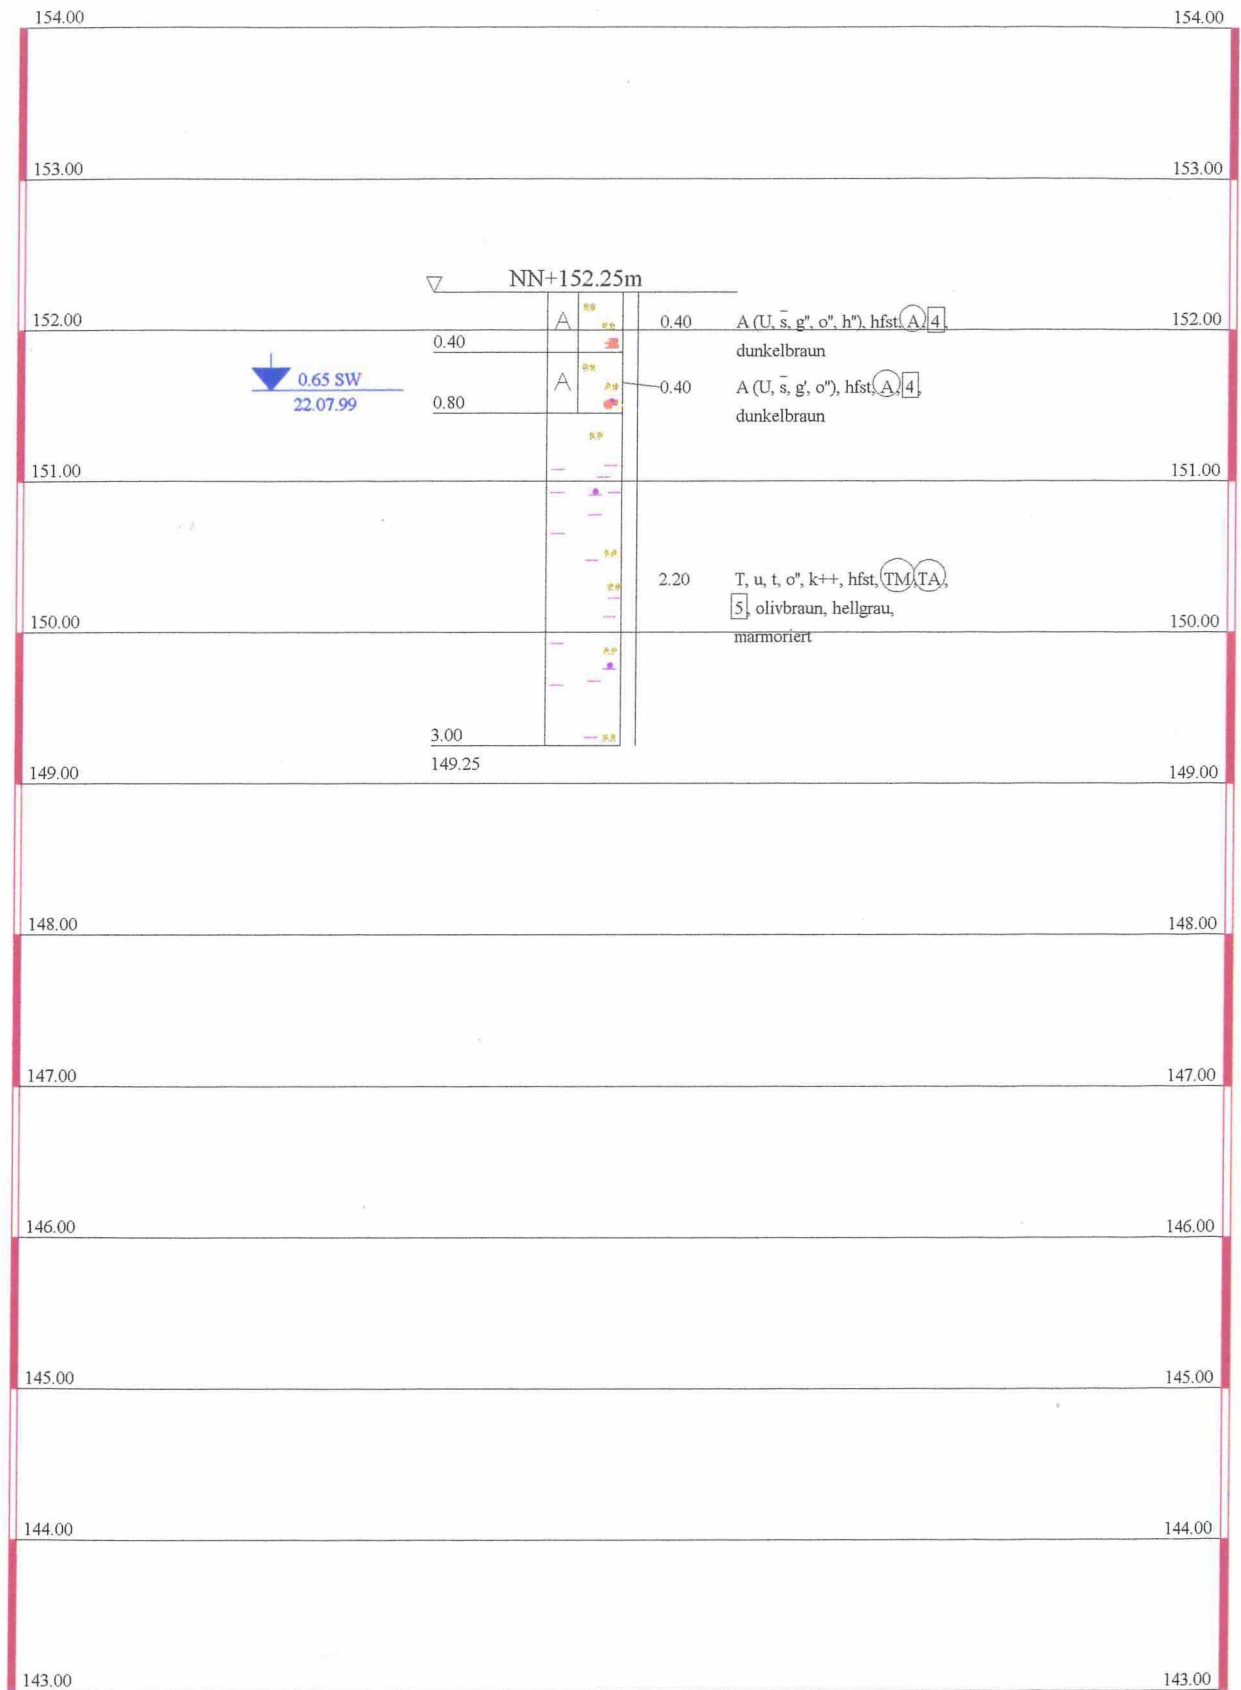 154.00 154.00
153.00 153.00
NN+152.25m
152.00 A 0.40 A (U, s̄, g", o", h"), hfst, A, 4, 152.00
0.40 dunkelbraun
0.65 SW A 0.40 A (U, s̄, g', o"), hfst, A, 4,
22.07.99 0.80 dunkelbraun
151.00 151.00
2.20 T, u, t, o", k++, hfst, TM, TA,
5, olivbraun, hellgrau,
150.00 marmoriert 150.00
3.00
149.25
149.00 149.00
148.00 148.00
147.00 147.00
146.00 146.00
145.00 145.00
144.00 144.00
143.00 143.00